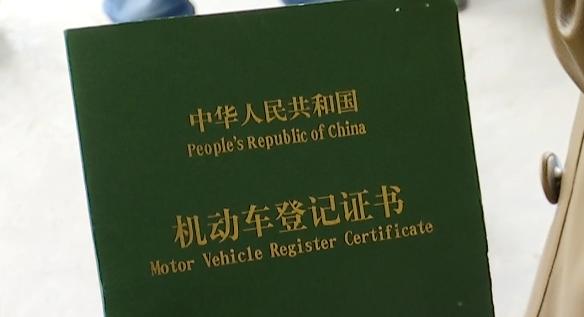 中华人民共和国
People's Republic of China
机动车登记证书
Motor Vehicle Register Certificate